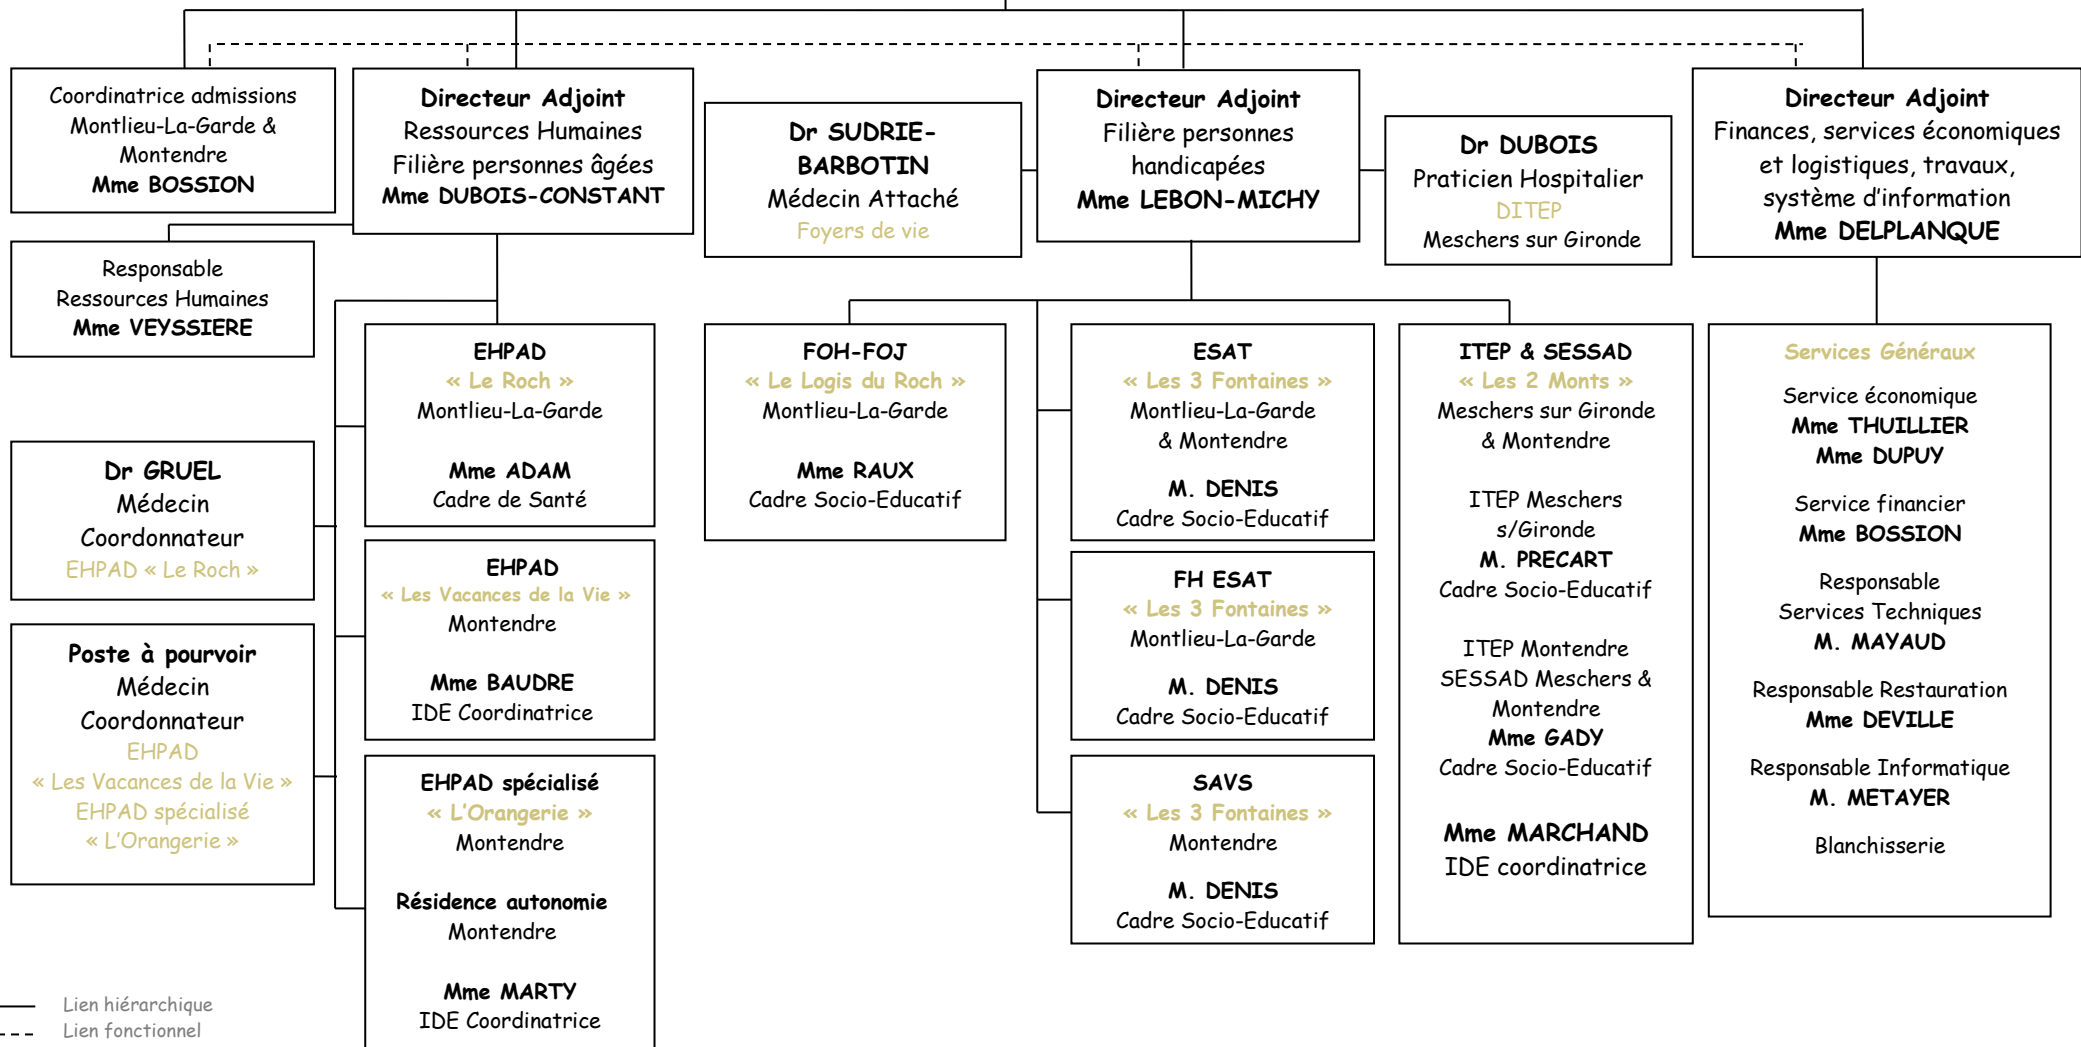 Coordinatrice admissions
Montlieu-La-Garde &
Montendre
Mme BOSSION
Directeur Adjoint
Ressources Humaines
Filière personnes âgées
Mme DUBOIS-CONSTANT
Dr SUDRIE-
BARBOTIN
Médecin Attaché
Foyers de vie
Directeur Adjoint
Filière personnes
handicapées
Mme LEBON-MICHY
Dr DUBOIS
Praticien Hospitalier
DITEP
Meschers sur Gironde
Directeur Adjoint
Finances, services économiques
et logistiques, travaux,
système d'information
Mme DELPLANQUE
Responsable
Ressources Humaines
Mme VEYSSIERE
Dr GRUEL
Médecin
Coordonnateur
EHPAD « Le Roch »
Poste à pourvoir
Médecin
Coordonnateur
EHPAD
« Les Vacances de la Vie »
EHPAD spécialisé
« L'Orangerie »
EHPAD
« Le Roch »
Montlieu-La-Garde
Mme ADAM
Cadre de Santé
EHPAD
« Les Vacances de la Vie »
Montendre
Mme BAUDRE
IDE Coordinatrice
EHPAD spécialisé
« L'Orangerie »
Montendre
Résidence autonomie
Montendre
Mme MARTY
IDE Coordinatrice
FOH-FOJ
« Le Logis du Roch »
Montlieu-La-Garde
Mme RAUX
Cadre Socio-Educatif
ESAT
« Les 3 Fontaines »
Montlieu-La-Garde
& Montendre
M. DENIS
Cadre Socio-Educatif
FH ESAT
« Les 3 Fontaines »
Montlieu-La-Garde
M. DENIS
Cadre Socio-Educatif
SAVS
« Les 3 Fontaines »
Montendre
M. DENIS
Cadre Socio-Educatif
ITEP & SESSAD
« Les 2 Monts »
Meschers sur Gironde
& Montendre
ITEP Meschers
s/Gironde
M. PRECART
Cadre Socio-Educatif
ITEP Montendre
SESSAD Meschers &
Montendre
Mme GADY
Cadre Socio-Educatif
Mme MARCHAND
IDE coordinatrice
Services Généraux
Service économique
Mme THUILLIER
Mme DUPUY
Service financier
Mme BOSSION
Responsable
Services Techniques
M. MAYAUD
Responsable Restauration
Mme DEVILLE
Responsable Informatique
M. METAYER
Blanchisserie
Lien hiérarchique
Lien fonctionnel